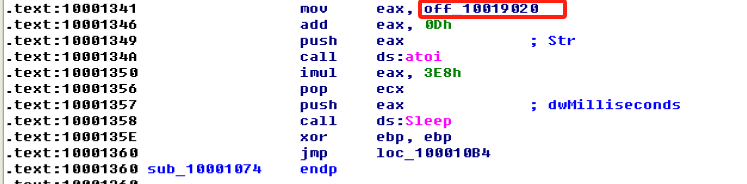 .text:10001341 mov eax, off_10019020
.text:10001346 add eax, 0Dh
.text:10001349 push eax ; Str
.text:1000134A call ds:atoi
.text:10001350 imul eax, 3E8h
.text:10001356 pop ecx
.text:10001357 push eax ; dwMilliseconds
.text:10001358 call ds:Sleep
.text:1000135E xor ebp, ebp
.text:10001360 jmp loc_100010B4
.text:10001360 sub_10001074 endp